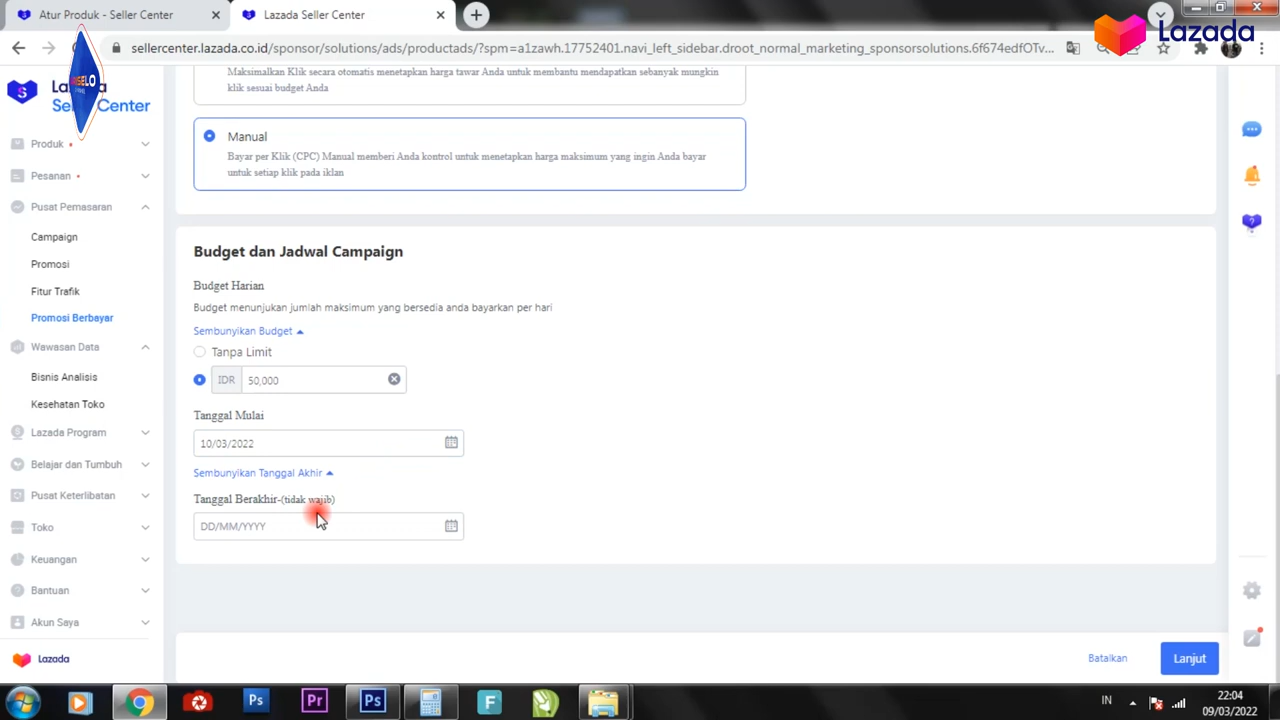 Atur Produk - Seller Center
Lazada Seller Center
sellercenter.lazada.co.id/sponsor/solutions/ads/productads/?spm=a1zawh.17752401.navi_left_sidebar.droot_normal_marketing_sponsorsolutions.6f674edfOTv...
Lazada
Seller Center
Maksimalkan Klik secara otomatis menetapkan harga tawar Anda untuk membantu mendapatkan sebanyak mungkin
klik sesuai budget Anda
Manual
Bayar per Klik (CPC) Manual memberi Anda kontrol untuk menetapkan harga maksimum yang ingin Anda bayar
untuk setiap klik pada iklan
Produk
Pesanan
Pusat Pemasaran
Campaign
Promosi
Fitur Trafik
Promosi Berbayar
Wawasan Data
Bisnis Analisis
Kesehatan Toko
Lazada Program
Belajar dan Tumbuh
Pusat Keterlibatan
Toko
Keuangan
Bantuan
Akun Saya
Lazada
Budget dan Jadwal Campaign
Budget Harian
Budget menunjukan jumlah maksimum yang bersedia anda bayarkan per hari
Sembunyikan Budget
Tanpa Limit
IDR 50,000
Tanggal Mulai
10/03/2022
Sembunyikan Tanggal Akhir
Tanggal Berakhir-(tidak wajib)
DD/MM/YYYY
Batalkan
Lanjut
Ps
Pr
Ps
F
IN
22:04
09/03/2022